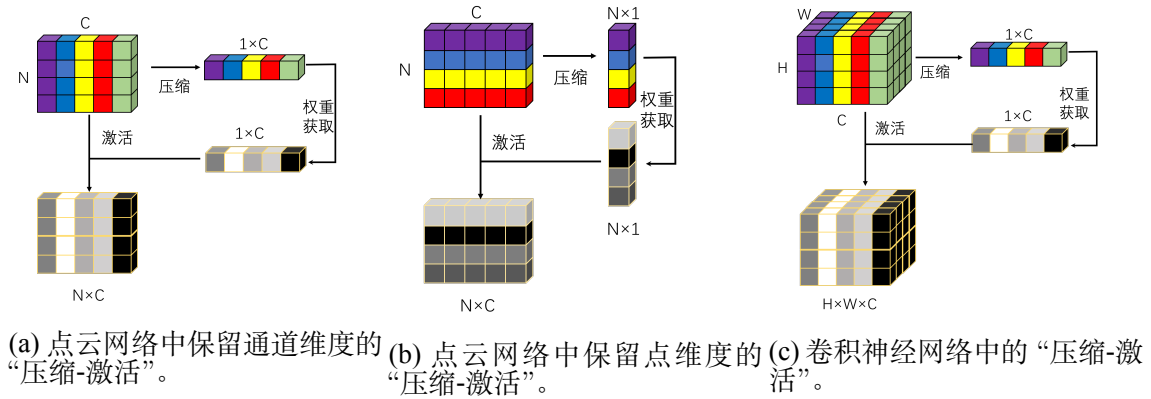 C
N
1×C
压缩
权重
获取
激活
1×C
N×C
C
N
N×1
压缩
权重
获取
激活
N×1
N×C
W
H
C
1×C
压缩
权重
获取
激活
1×C
H×W×C
(a) 点云网络中保留通道维度的
“压缩-激活”。
(b) 点云网络中保留点维度的
“压缩-激活”。
(c) 卷积神经网络中的 “压缩-激
活”。